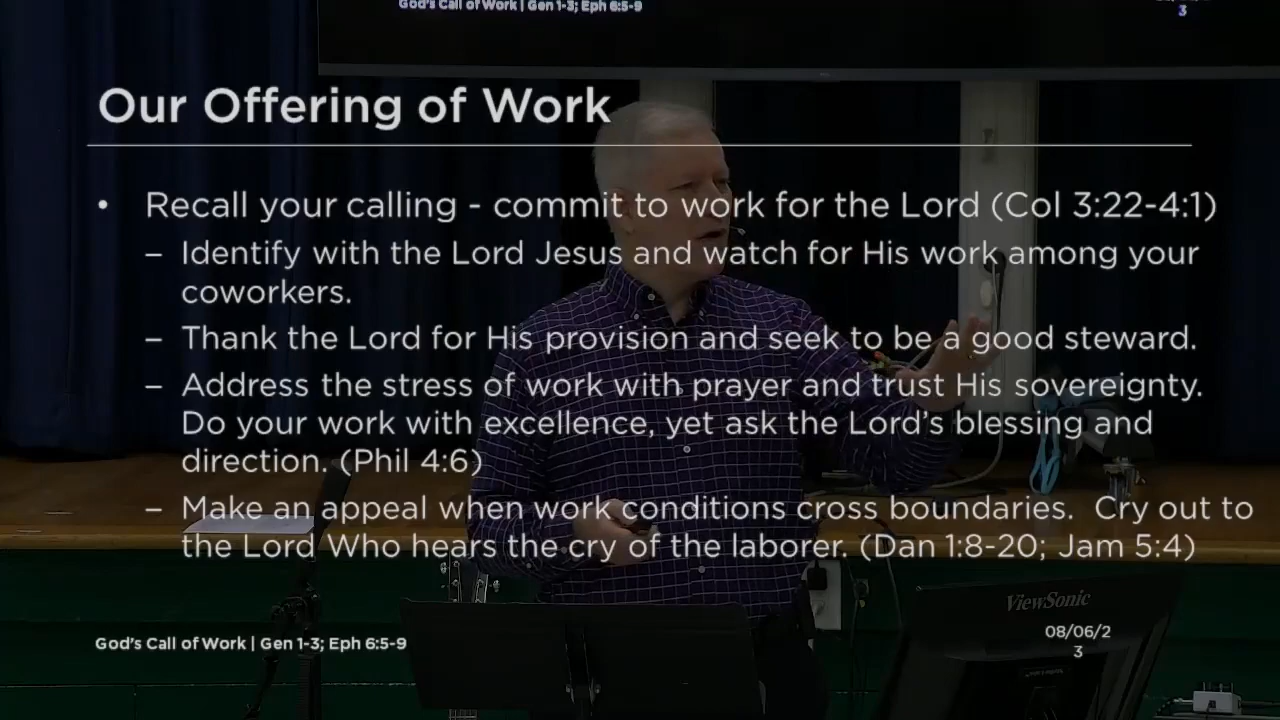 God's Call of Work | Gen 1-3; Eph 6:5-9
3
Our Offering of Work
• Recall your calling - commit to work for the Lord (Col 3:22-4:1)
– Identify with the Lord Jesus and watch for His work among your
coworkers.
– Thank the Lord for His provision and seek to be a good steward.
– Address the stress of work with prayer and trust His sovereignty.
Do your work with excellence, yet ask the Lord's blessing and
direction. (Phil 4:6)
– Make an appeal when work conditions cross boundaries.  Cry out to
the Lord Who hears the cry of the laborer. (Dan 1:8-20; Jam 5:4)
ViewSonic
God's Call of Work | Gen 1-3; Eph 6:5-9
08/06/2
3